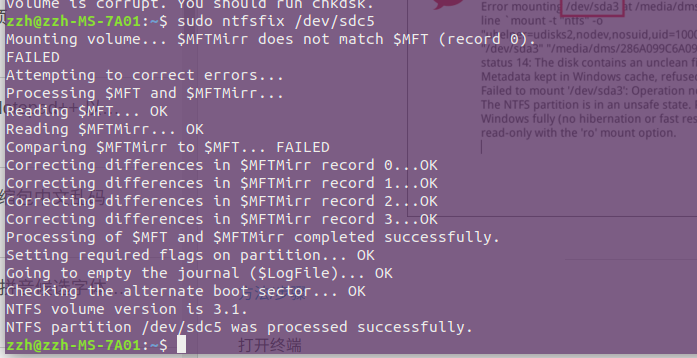 volume is corrupt. You should run chkdsk.
zzh@zzh-MS-7A01:~$ sudo ntfsfix /dev/sdc5
Mounting volume... $MFTMirr does not match $MFT (record 0).
FAILED
Attempting to correct errors...
Processing $MFT and $MFTMirr...
Reading $MFT... OK
Reading $MFTMirr... OK
Comparing $MFTMirr to $MFT... FAILED
Correcting differences in $MFTMirr record 0...OK
Correcting differences in $MFTMirr record 1...OK
Correcting differences in $MFTMirr record 2...OK
Correcting differences in $MFTMirr record 3...OK
Processing of $MFT and $MFTMirr completed successfully.
Setting required flags on partition... OK
Going to empty the journal ($LogFile)... OK
Checking the alternate boot sector... OK
NTFS volume version is 3.1.
NTFS partition /dev/sdc5 was processed successfully.
zzh@zzh-MS-7A01:~$
Error mounting /dev/sda3 at /media/dms/
line `mount -t "ntfs" -o
"uhelper=udisks2,nodev,nosuid,uid=1000
"/dev/sda3" "/media/dms/286A099C6A09
status 14: The disk contains an unclean fi
Metadata kept in Windows cache, refused
Failed to mount '/dev/sda3': Operation no
The NTFS partition is in an unsafe state.
Windows fully (no hibernation or fast res
read-only with the 'ro' mount option.
打开终端